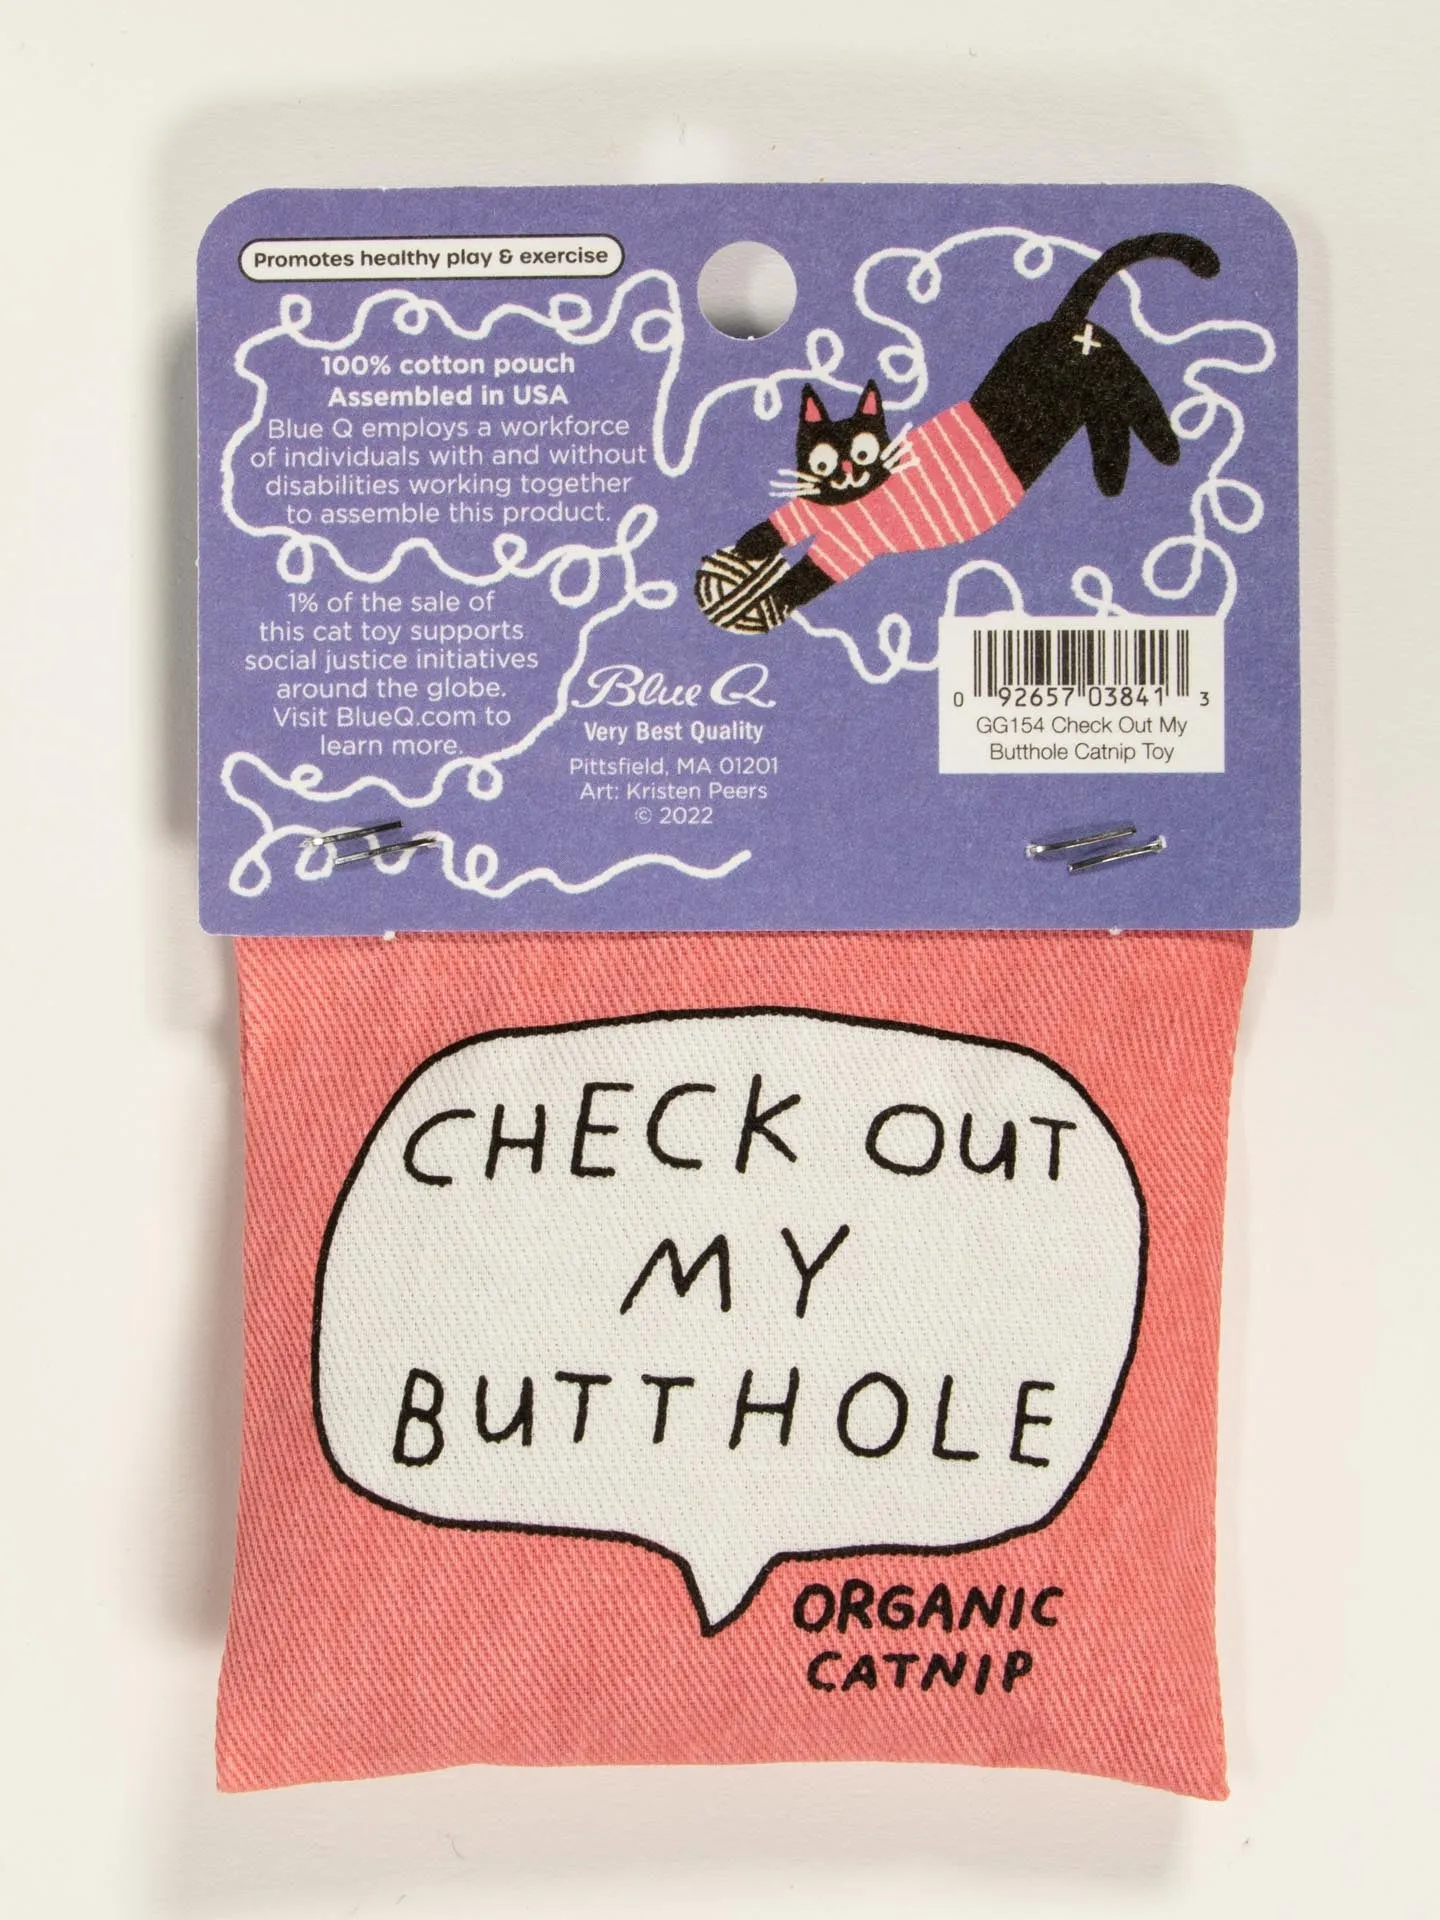 Promotes healthy play & exercise
100% cotton pouch
Assembled in USA
Blue Q employs a workforce
of individuals with and without
disabilities working together
to assemble this product.
1% of the sale of
this cat toy supports
social justice initiatives
around the globe.
Visit BlueQ.com to
learn more.
Blue Q
Very Best Quality
Pittsfield, MA 01201
Art: Kristen Peers
© 2022
0 92657 03841 3
GG154 Check Out My
Butthole Catnip Toy
CHECK OUT
MY
BUTTHOLE
ORGANIC
CATNIP